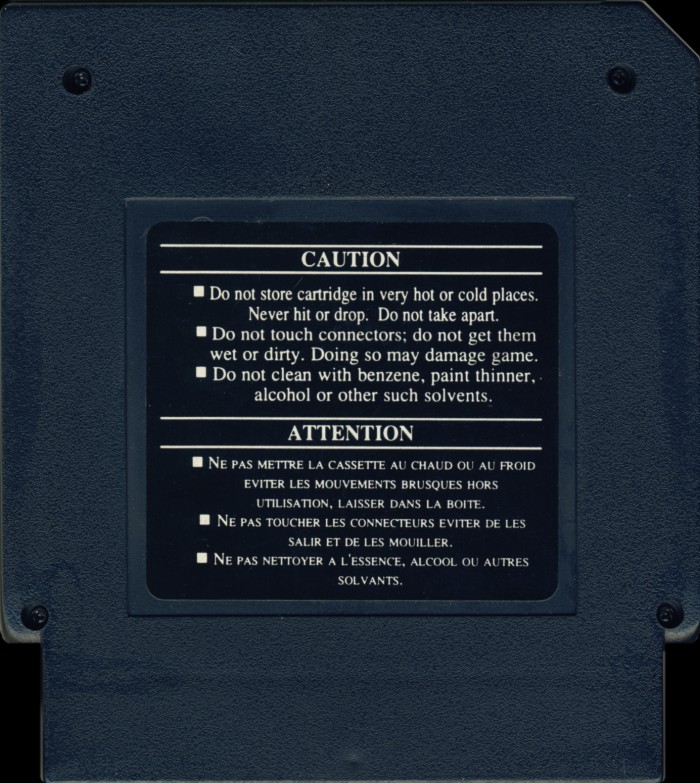 CAUTION
■ Do not store cartridge in very hot or cold places.
Never hit or drop. Do not take apart.
■ Do not touch connectors; do not get them
wet or dirty. Doing so may damage game.
■ Do not clean with benzene, paint thinner,
alcohol or other such solvents.
ATTENTION
■ NE PAS METTRE LA CASSETTE AU CHAUD OU AU FROID
EVITER LES MOUVEMENTS BRUSQUES HORS
UTILISATION, LAISSER DANS LA BOITE.
■ NE PAS TOUCHER LES CONNECTEURS EVITER DE LES
SALIR ET DE LES MOUILLER.
■ NE PAS NETTOYER A L'ESSENCE, ALCOOL OU AUTRES
SOLVANTS.